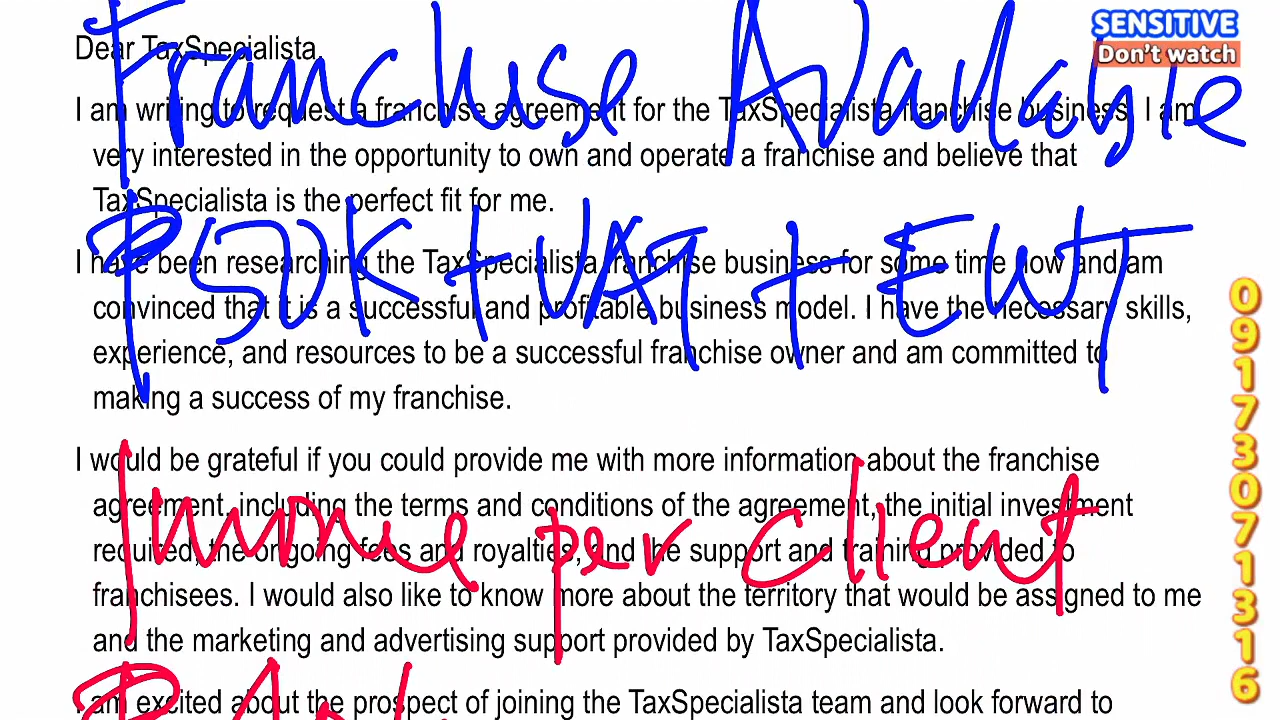 SENSITIVE
Don't watch
Dear TaxSpecialista,
Franchise Available
I am writing to request a franchise agreement for the TaxSpecialista franchise business. I am
very interested in the opportunity to own and operate a franchise and believe that
TaxSpecialista is the perfect fit for me.
₱50K + VAT + EWT
I have been researching the TaxSpecialista franchise business for some time now and am
convinced that it is a successful and profitable business model. I have the necessary skills,
experience, and resources to be a successful franchise owner and am committed to
making a success of my franchise.
I would be grateful if you could provide me with more information about the franchise
agreement, including the terms and conditions of the agreement, the initial investment
Income per client
required, the ongoing fees and royalties, and the support and training provided to
franchisees. I would also like to know more about the territory that would be assigned to me
and the marketing and advertising support provided by TaxSpecialista.
I am excited about the prospect of joining the TaxSpecialista team and look forward to
09173071316